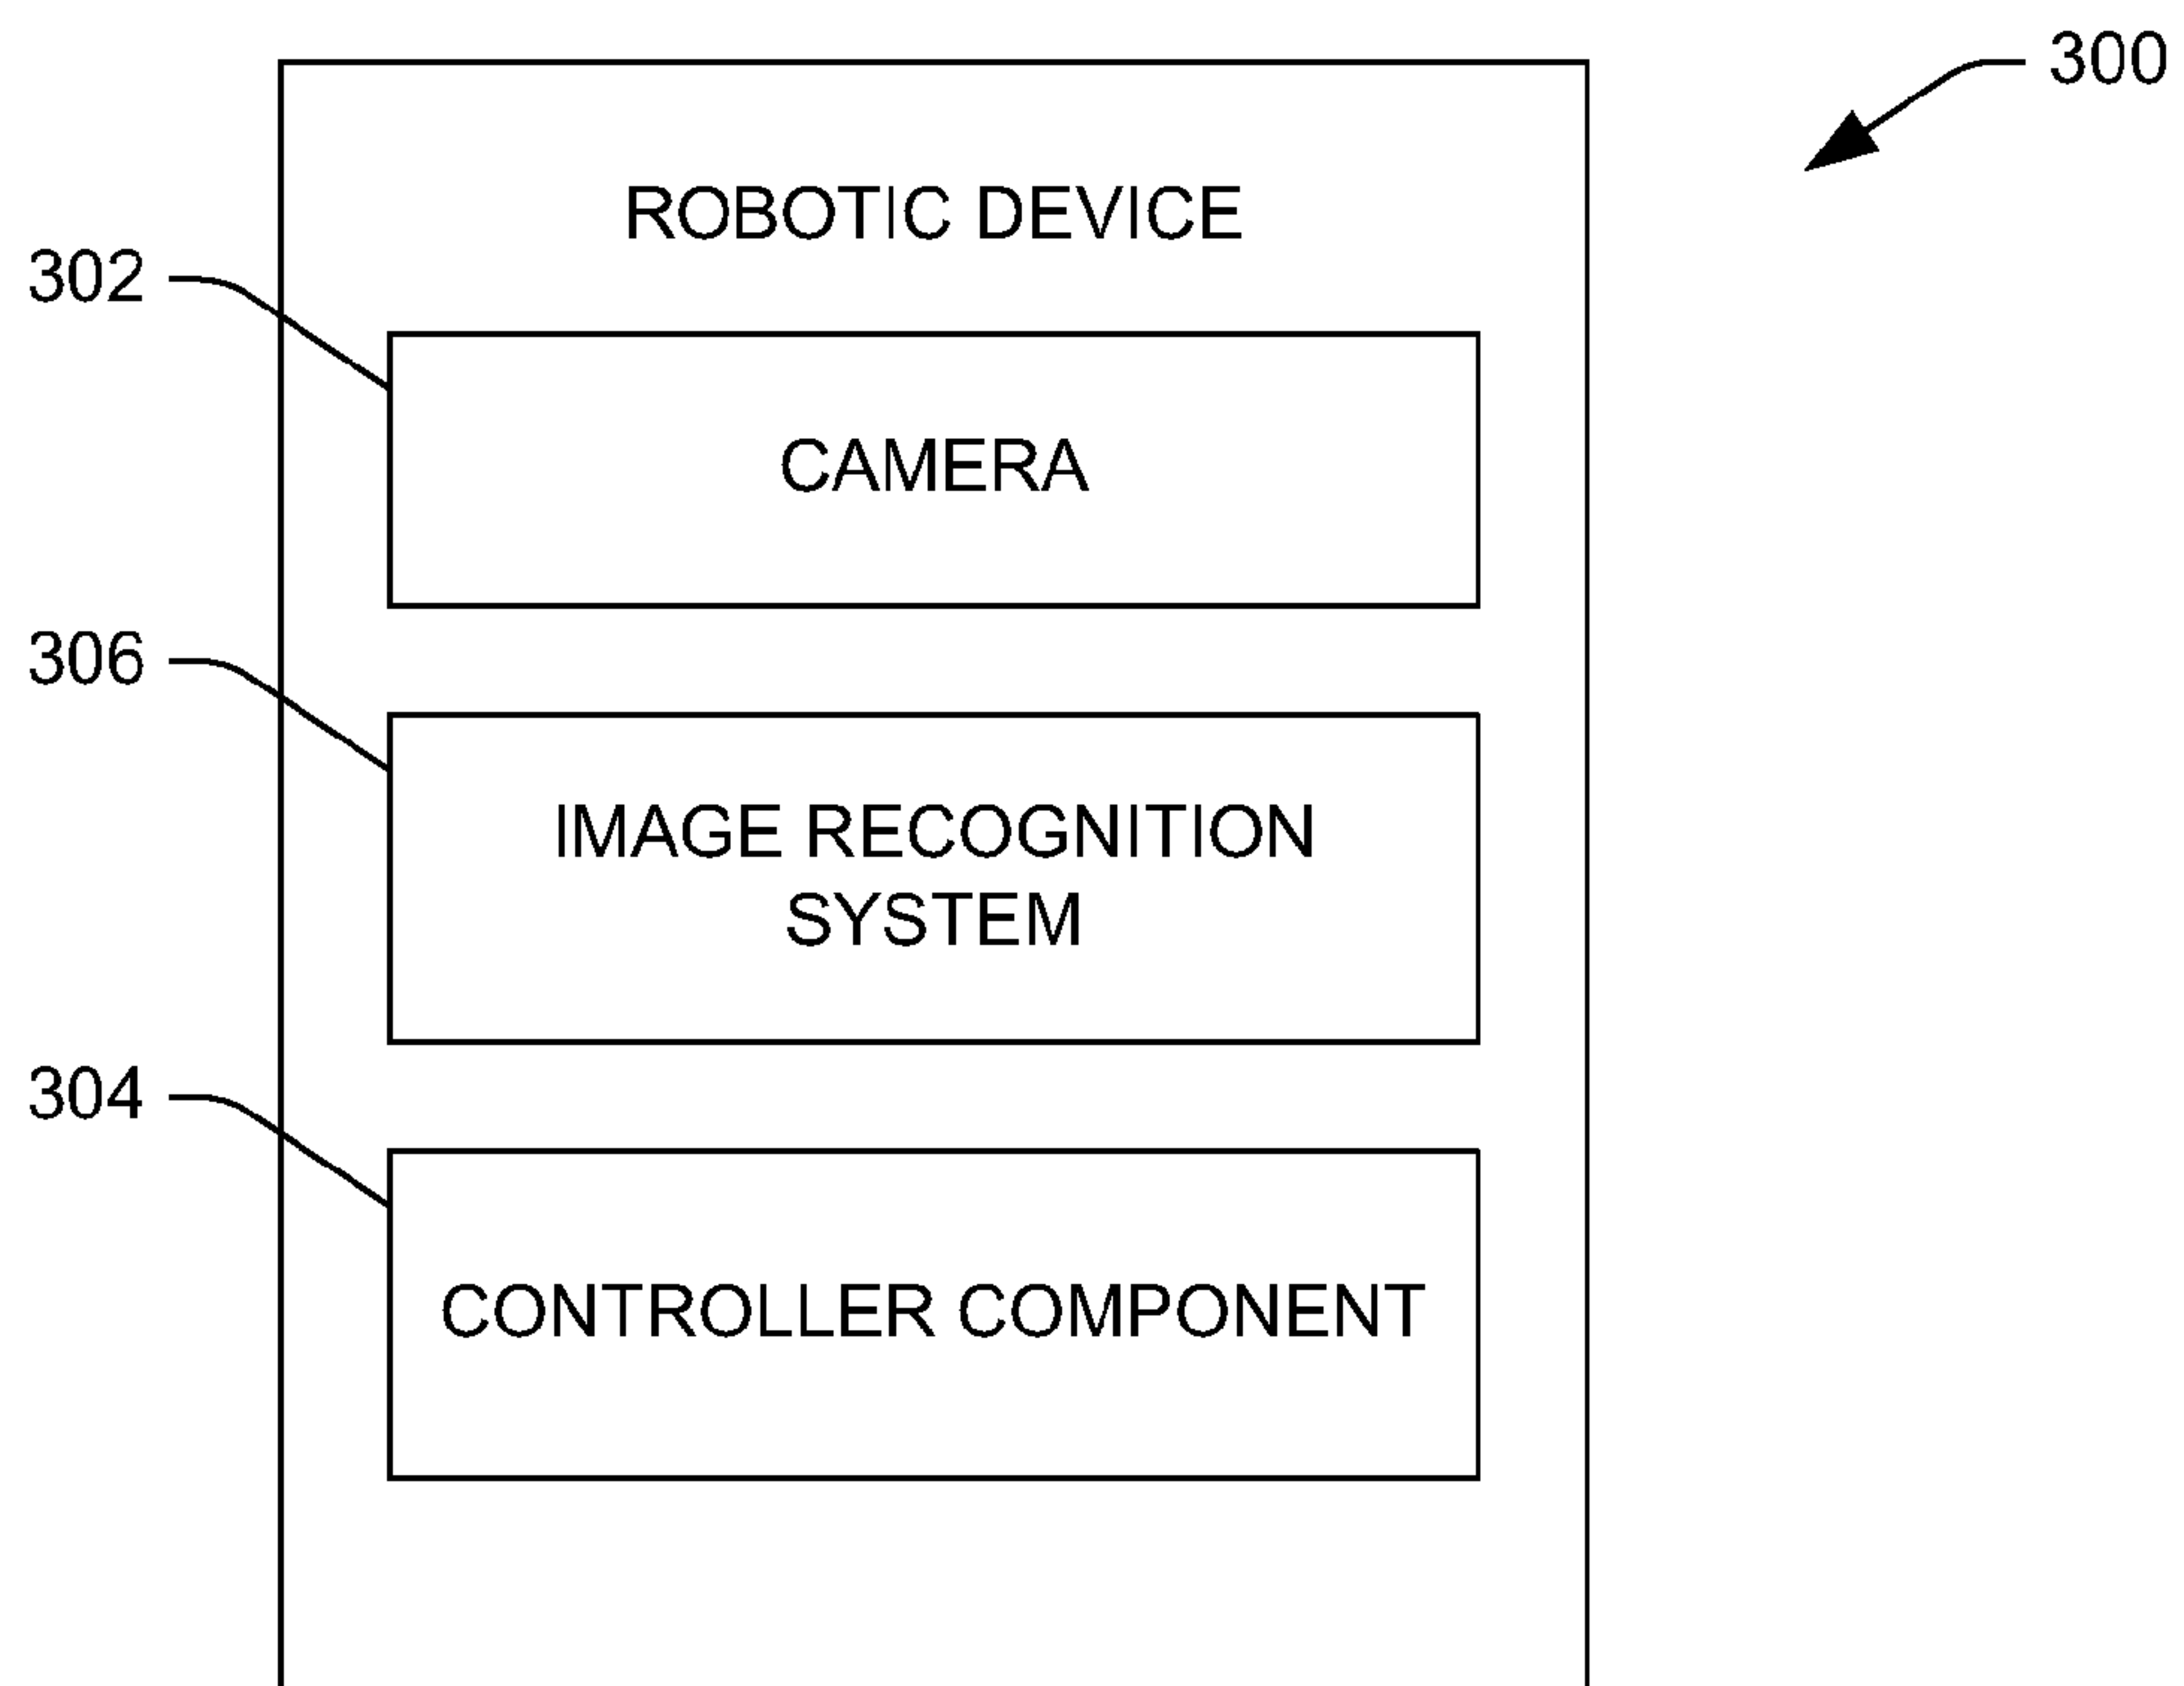 300
ROBOTIC DEVICE
302
CAMERA
306
IMAGE RECOGNITION
SYSTEM
304
CONTROLLER COMPONENT